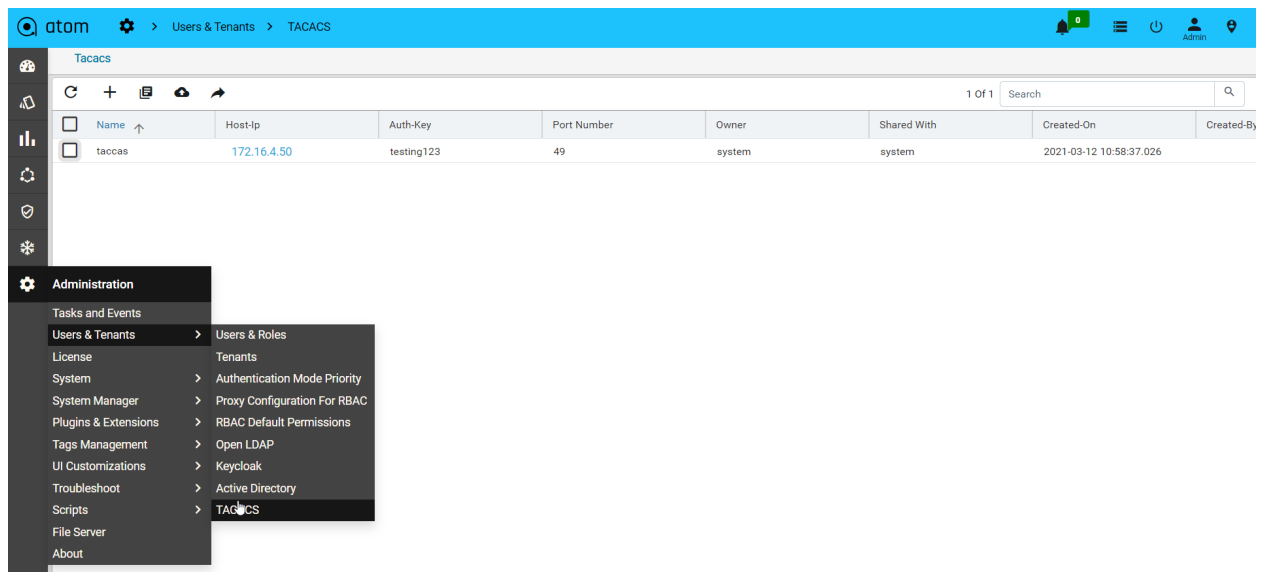 atom > Users & Tenants > TACACS 0 Admin
Tacacs
1 Of 1 Search
Name Host-Ip Auth-Key Port Number Owner Shared With Created-On Created-By
taccas 172.16.4.50 testing123 49 system system 2021-03-12 10:58:37.026
Administration
Tasks and Events
Users & Tenants > Users & Roles
License Tenants
System > Authentication Mode Priority
System Manager > Proxy Configuration For RBAC
Plugins & Extensions > RBAC Default Permissions
Tags Management > Open LDAP
UI Customizations > Keycloak
Troubleshoot > Active Directory
Scripts > TACACS
File Server
About